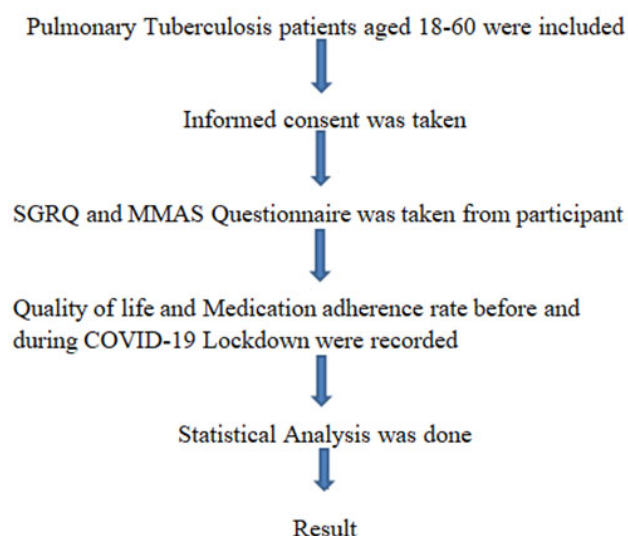 Pulmonary Tuberculosis patients aged 18-60 were included
Informed consent was taken
SGRQ and MMAS Questionnaire was taken from participant
Quality of life and Medication adherence rate before and
during COVID-19 Lockdown were recorded
Statistical Analysis was done
Result